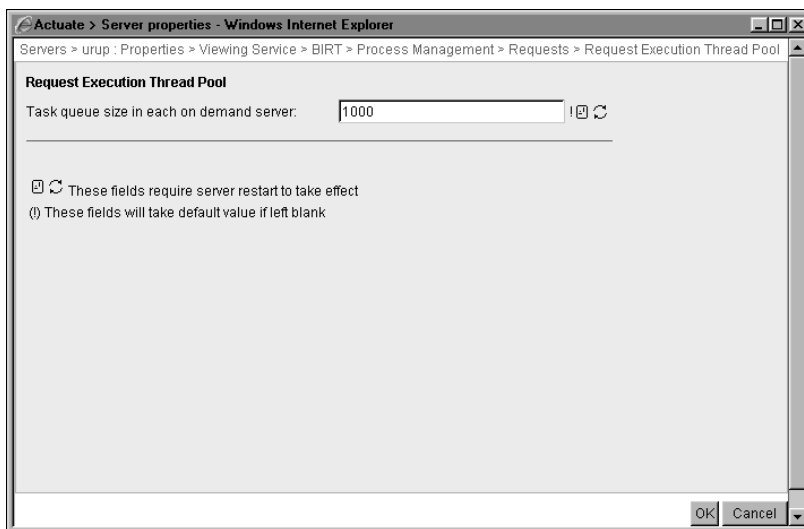 Actuate > Server properties - Windows Internet Explorer
Servers > urup : Properties > Viewing Service > BIRT > Process Management > Requests > Request Execution Thread Pool
Request Execution Thread Pool
Task queue size in each on demand server: 1000 !
These fields require server restart to take effect
(!) These fields will take default value if left blank
OK Cancel